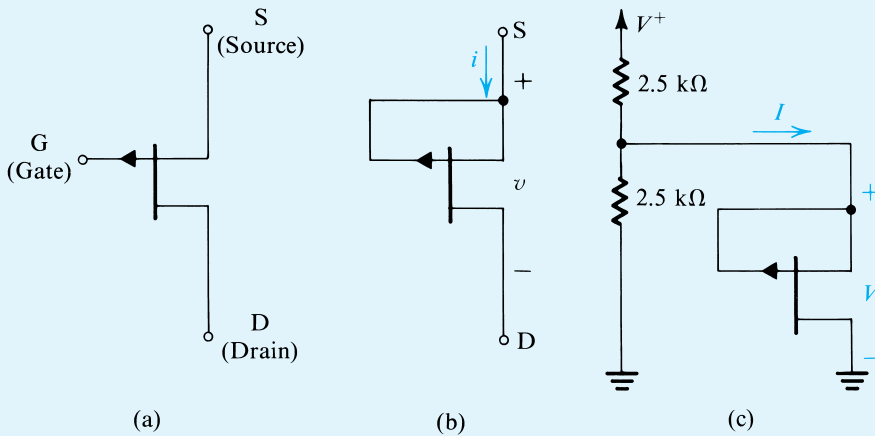 S
(Source)
G
(Gate)
D
(Drain)
(a)
S
i
+
v
−
D
(b)
V⁺
2.5 kΩ
I
2.5 kΩ
+
V
−
(c)